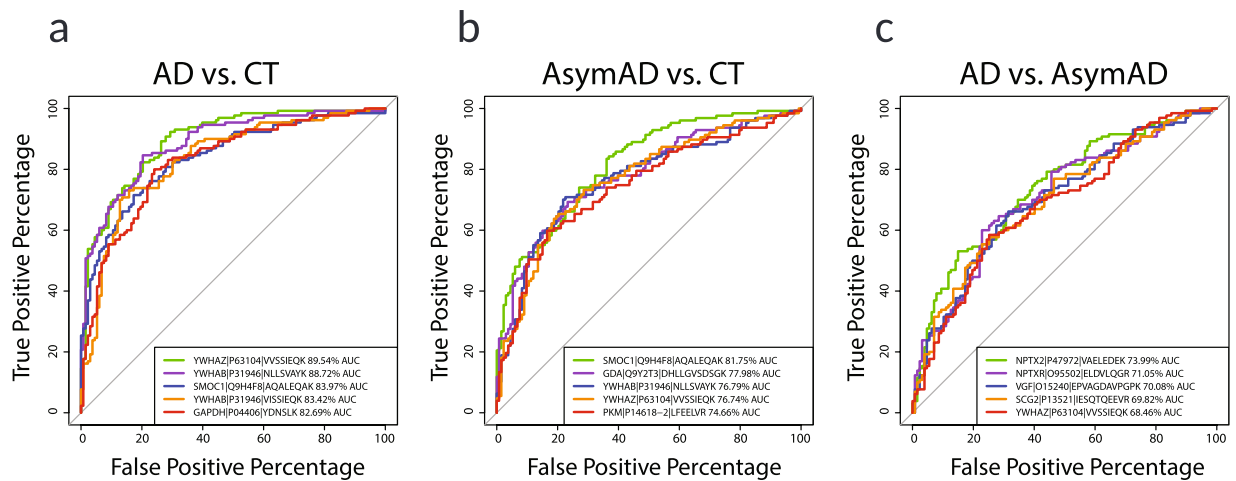 a
AD vs. CT
True Positive Percentage
100
80
60
40
20
0
YWHAZ|P63104|VVSSIEQK 89.54% AUC
YWHAB|P31946|NLLSVAYK 88.72% AUC
SMOC1|Q9H4F8|AQALEQAK 83.97% AUC
YWHAB|P31946|VISSIEQK 83.42% AUC
GAPDH|P04406|YDNSLK 82.69% AUC
0 20 40 60 80 100
False Positive Percentage
b
AsymAD vs. CT
True Positive Percentage
100
80
60
40
20
0
SMOC1|Q9H4F8|AQALEQAK 81.75% AUC
GDA|Q9Y2T3|DHLLGVSDSGK 77.98% AUC
YWHAB|P31946|NLLSVAYK 76.79% AUC
YWHAZ|P63104|VVSSIEQK 76.74% AUC
PKM|P14618−2|LFEELVR 74.66% AUC
0 20 40 60 80 100
False Positive Percentage
c
AD vs. AsymAD
True Positive Percentage
100
80
60
40
20
0
NPTX2|P47972|VAELEDEK 73.99% AUC
NPTXR|O95502|ELDVLQGR 71.05% AUC
VGF|O15240|EPVAGDAVPGPK 70.08% AUC
SCG2|P13521|IESQTQEEVR 69.82% AUC
YWHAZ|P63104|VVSSIEQK 68.46% AUC
0 20 40 60 80 100
False Positive Percentage